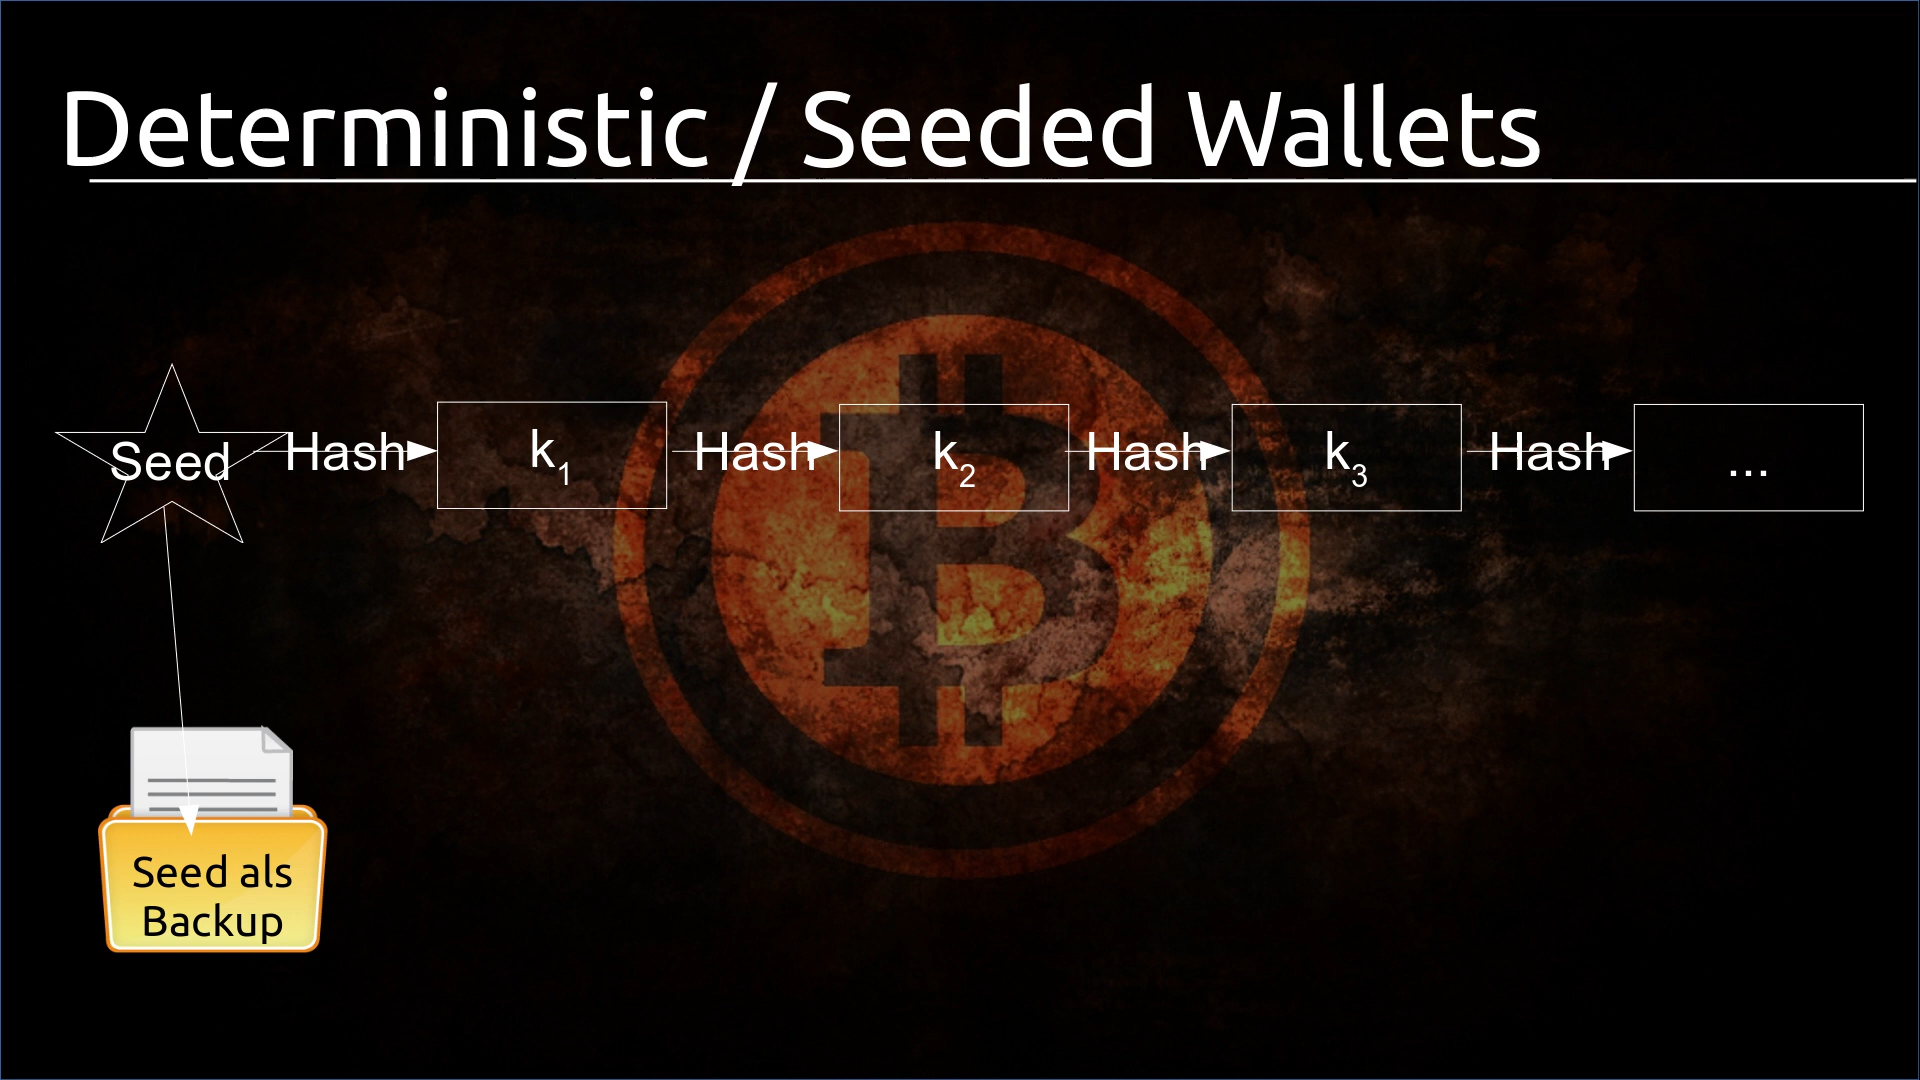 Deterministic / Seeded Wallets
Seed Hash k₁ Hash k₂ Hash k₃ Hash ...
Seed als
Backup